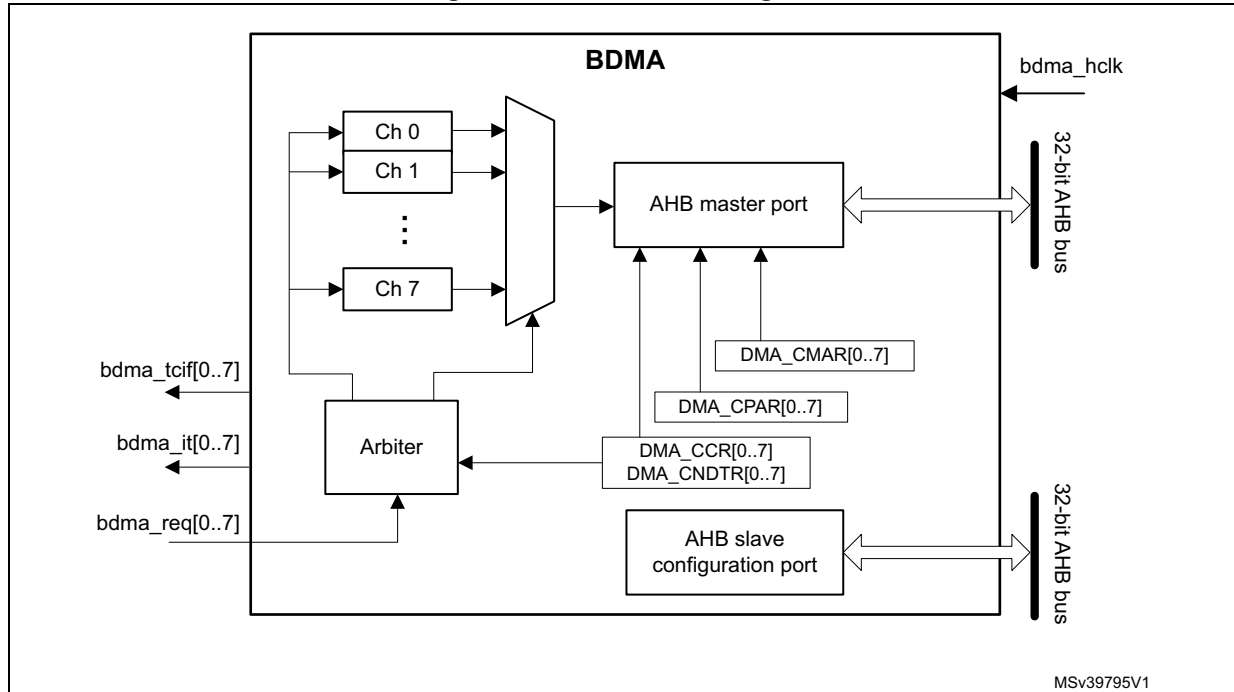 BDMA
bdma_hclk
Ch 0
Ch 1
⋮
Ch 7
AHB master port
32-bit AHB bus
DMA_CMAR[0..7]
DMA_CPAR[0..7]
DMA_CCR[0..7]
DMA_CNDTR[0..7]
bdma_tcif[0..7]
bdma_it[0..7]
bdma_req[0..7]
Arbiter
AHB slave
configuration port
32-bit AHB bus
MSv39795V1